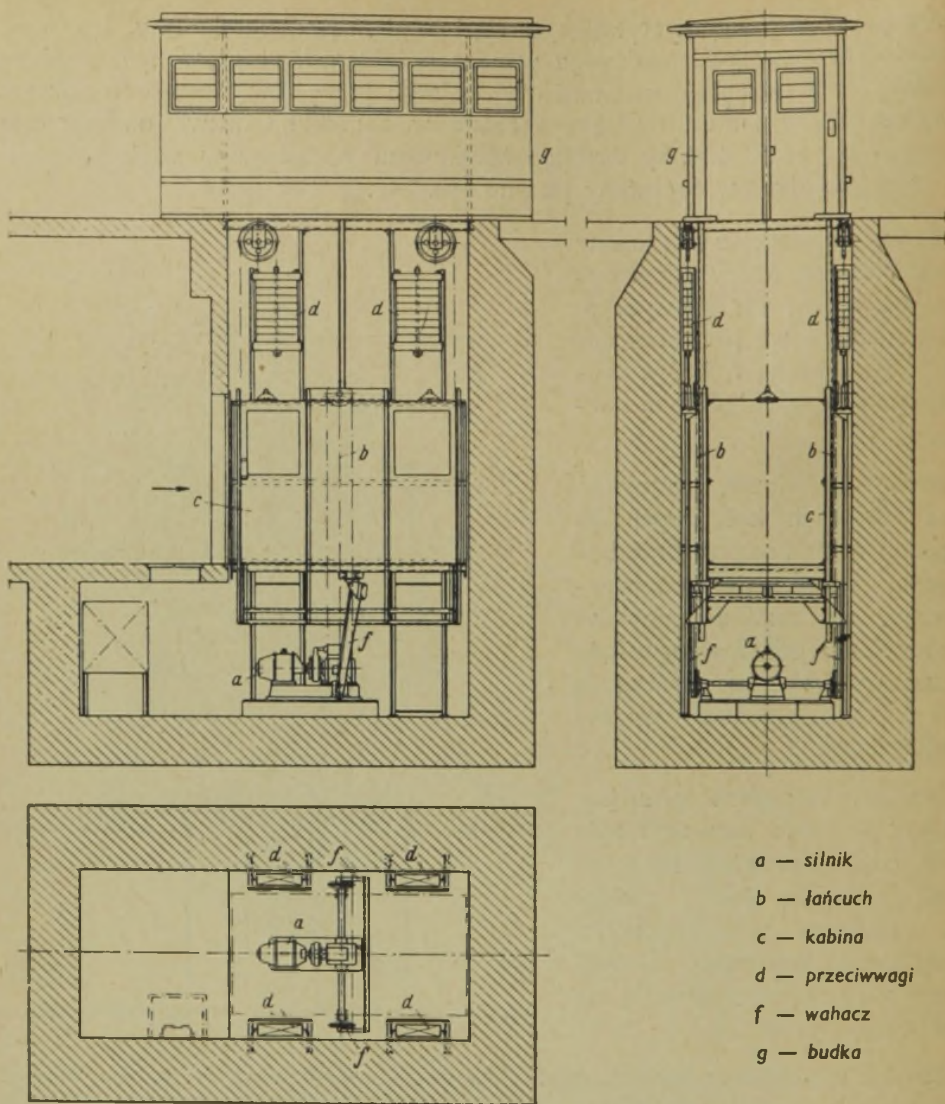 g
g
d
d
d
d
b
b
b
c
c
f
a
f
a
f
d
f
d
a
d
f
d
a — silnik
b — łańcuch
c — kabina
d — przeciwwagi
f — wahacz
g — budka